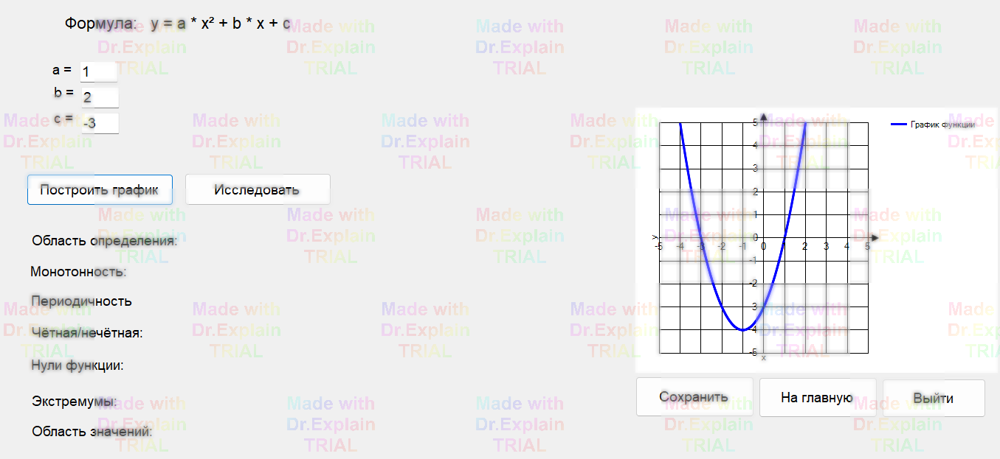 Формула: y = a * x² + b * x + c
a = 1
b = 2
c = -3
Построить график
Исследовать
Область определения:
Монотонность:
Периодичность
Чётная/нечётная:
Нули функции:
Экстремумы:
Область значений:
График функции
5
4
3
2
1
0
-1
-2
-3
-4
-5
-5 -4 -3 -2 -1 0 1 2 3 4 5
y
x
Сохранить
На главную
Выйти
Made with
Dr.Explain
TRIAL